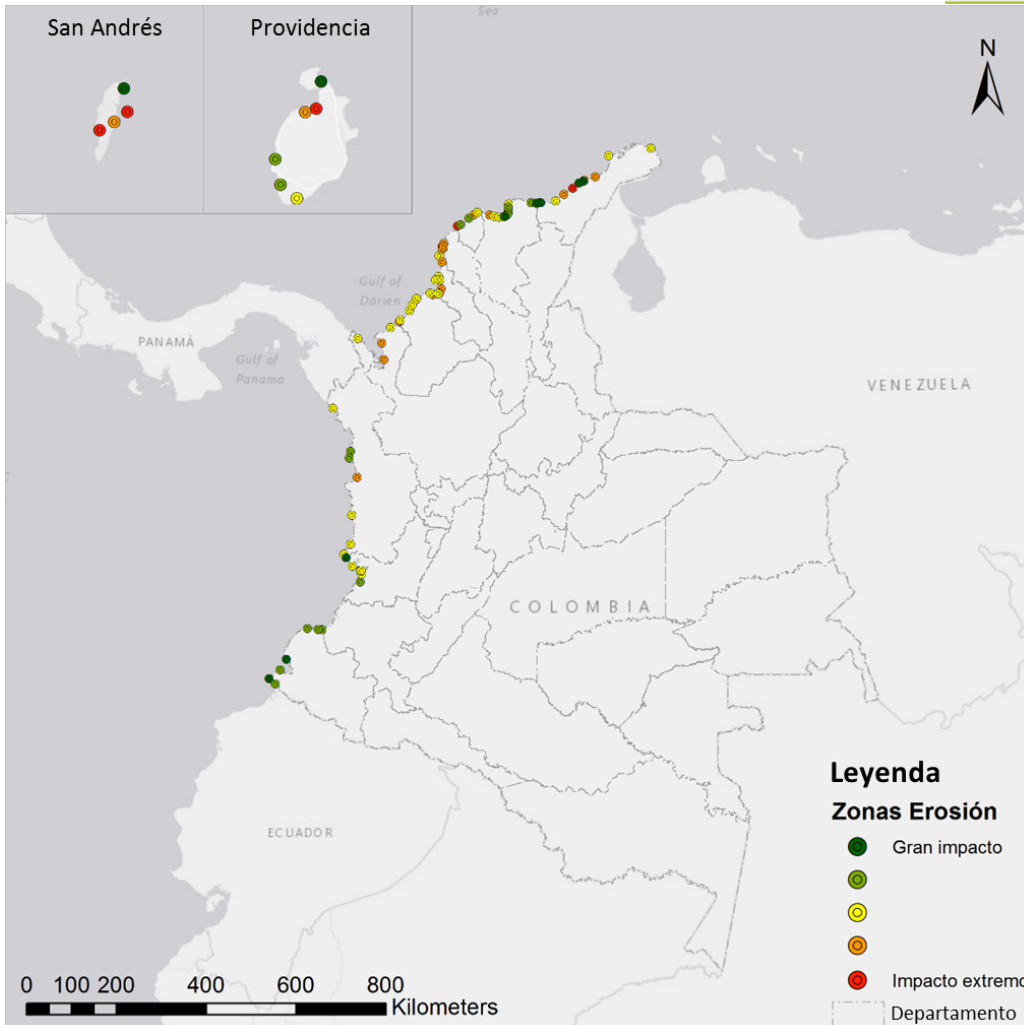 Sea
San Andrés
Providencia
N
Gulf of
Darien
PANAMÁ
Gulf of
Panama
VENEZUELA
COLOMBIA
ECUADOR
Leyenda
Zonas Erosión
Gran impacto
Impacto extremo
Departamento
0 100 200 400 600 800
Kilometers